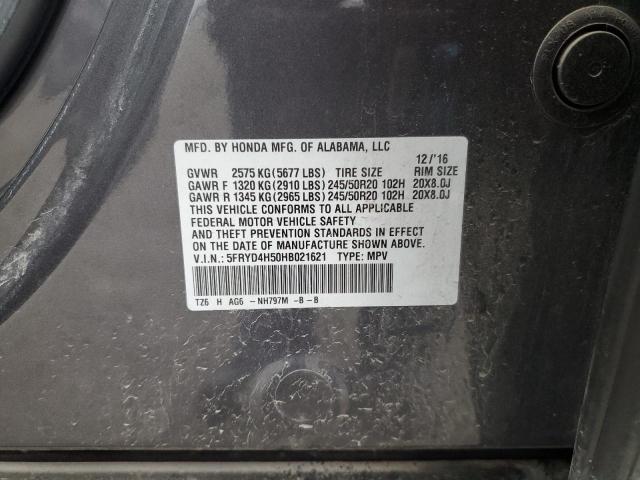 MFD. BY HONDA MFG. OF ALABAMA, LLC
12/'16
GVWR 2575 KG (5677 LBS) TIRE SIZE RIM SIZE
GAWR F 1320 KG (2910 LBS) 245/50R20 102H 20X8.0J
GAWR R 1345 KG (2965 LBS) 245/50R20 102H 20X8.0J
THIS VEHICLE CONFORMS TO ALL APPLICABLE
FEDERAL MOTOR VEHICLE SAFETY
AND THEFT PREVENTION STANDARDS IN EFFECT
ON THE DATE OF MANUFACTURE SHOWN ABOVE.
V.I.N.: 5FRYD4H50HB021621 TYPE: MPV
TZ6 H AG6 -NH797M -B -B